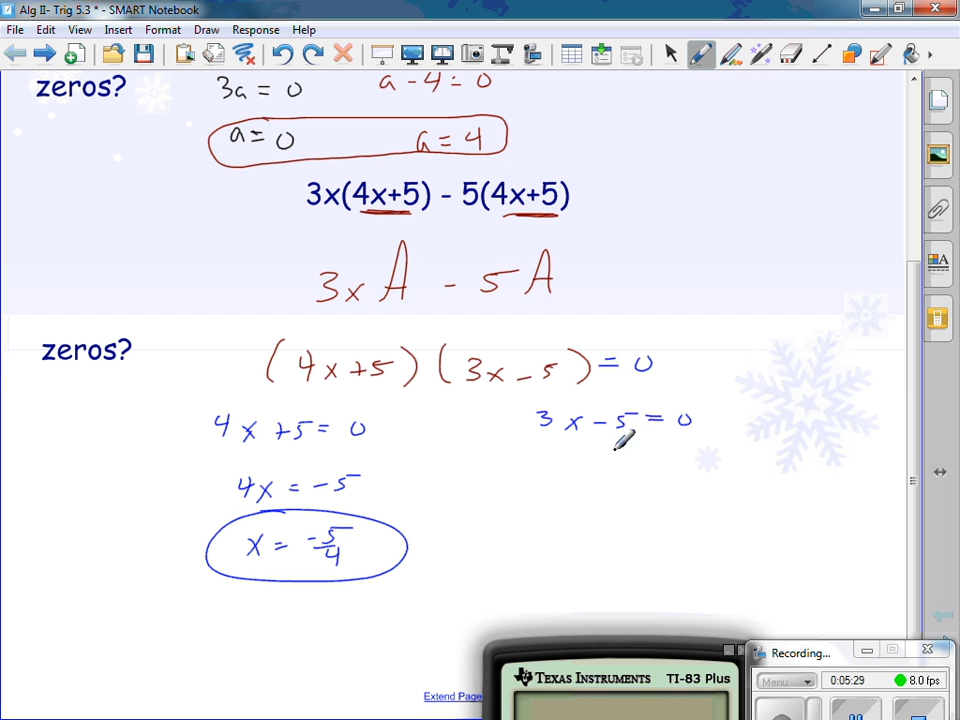 Alg II- Trig 5.3 * - SMART Notebook
File Edit View Insert Format Draw Response Help
zeros?
3a = 0 a - 4 = 0
a = 0 a = 4
3x(4x+5) - 5(4x+5)
3xA - 5A
zeros?
(4x+5)(3x-5) = 0
4x+5 = 0 3x-5 = 0
4x = -5
x = -5/4
Extend Page
Recording...
TEXAS INSTRUMENTS TI-83 Plus
Menu 0:05:29 8.0 fps